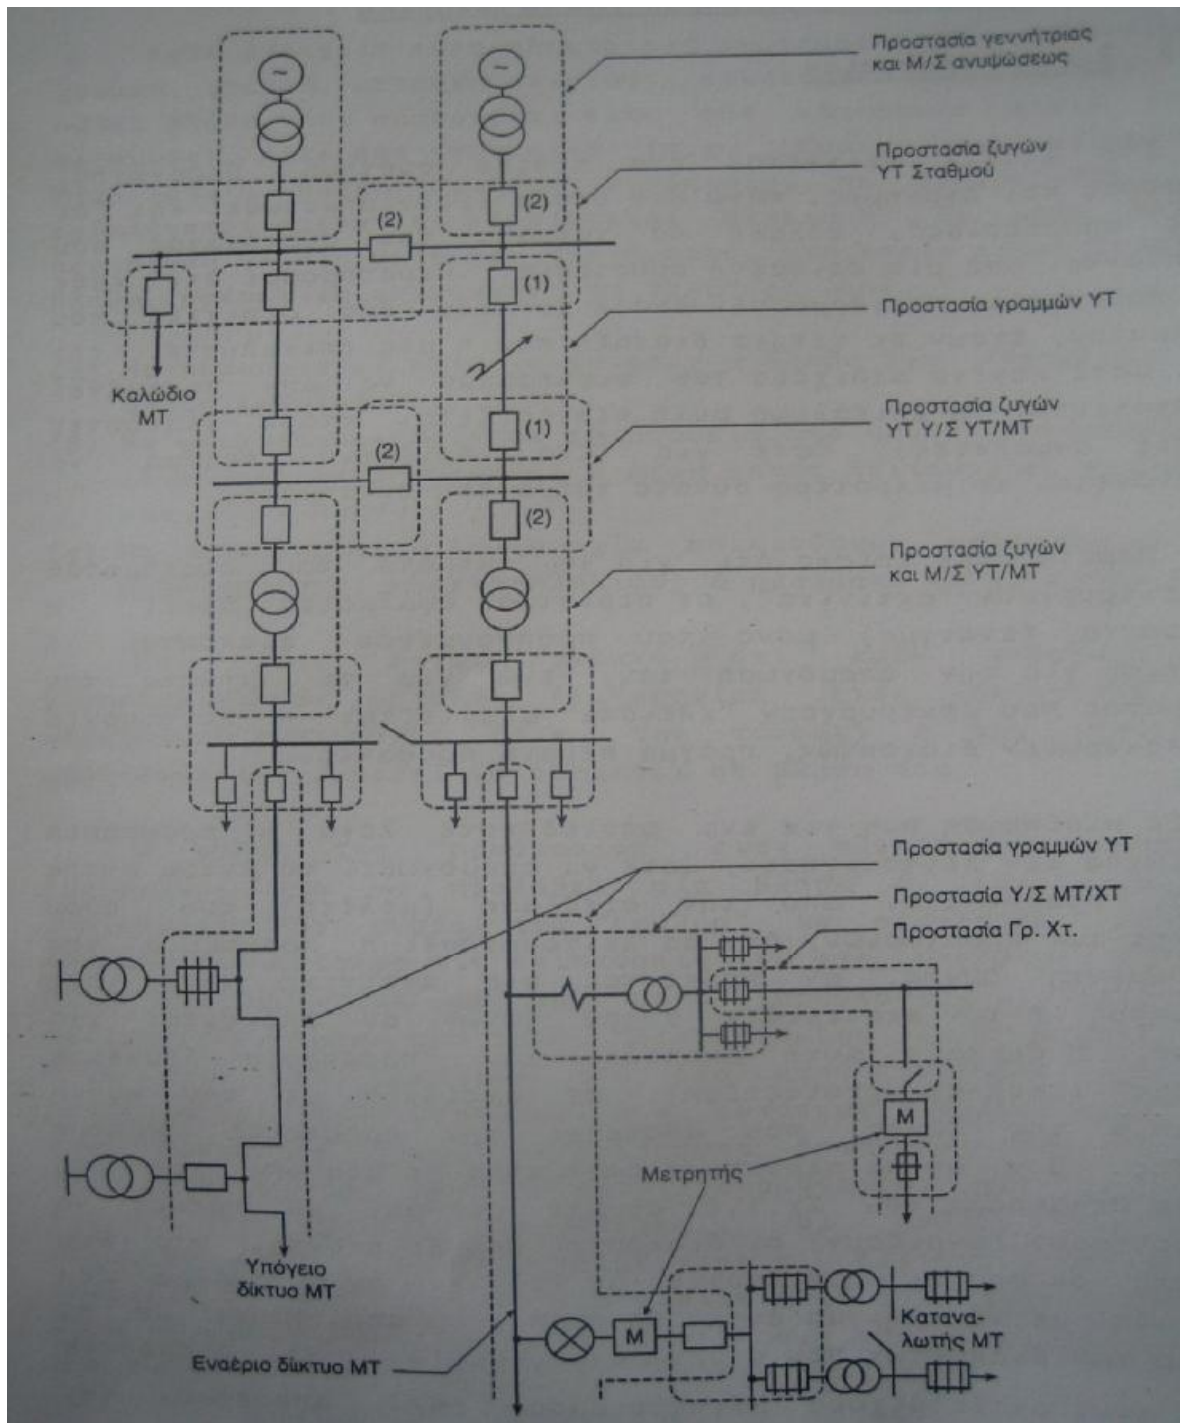 Προστασία γεννήτριας
και Μ/Σ ανυψώσεως
~
~
Προστασία ζυγών
ΥΤ Σταθμού
(2)
(2)
(1)
Προστασία γραμμών ΥΤ
Καλώδιο
ΜΤ
Προστασία ζυγών
ΥΤ Υ/Σ ΥΤ/ΜΤ
(1)
(2)
(2)
Προστασία ζυγών
και Μ/Σ ΥΤ/ΜΤ
Προστασία γραμμών ΥΤ
Προστασία Υ/Σ ΜΤ/ΧΤ
Προστασία Γρ. Χτ.
Μ
Μετρητής
Υπόγειο
δίκτυο ΜΤ
Εναέριο δίκτυο ΜΤ
Μ
Κατανα-
λωτής ΜΤ